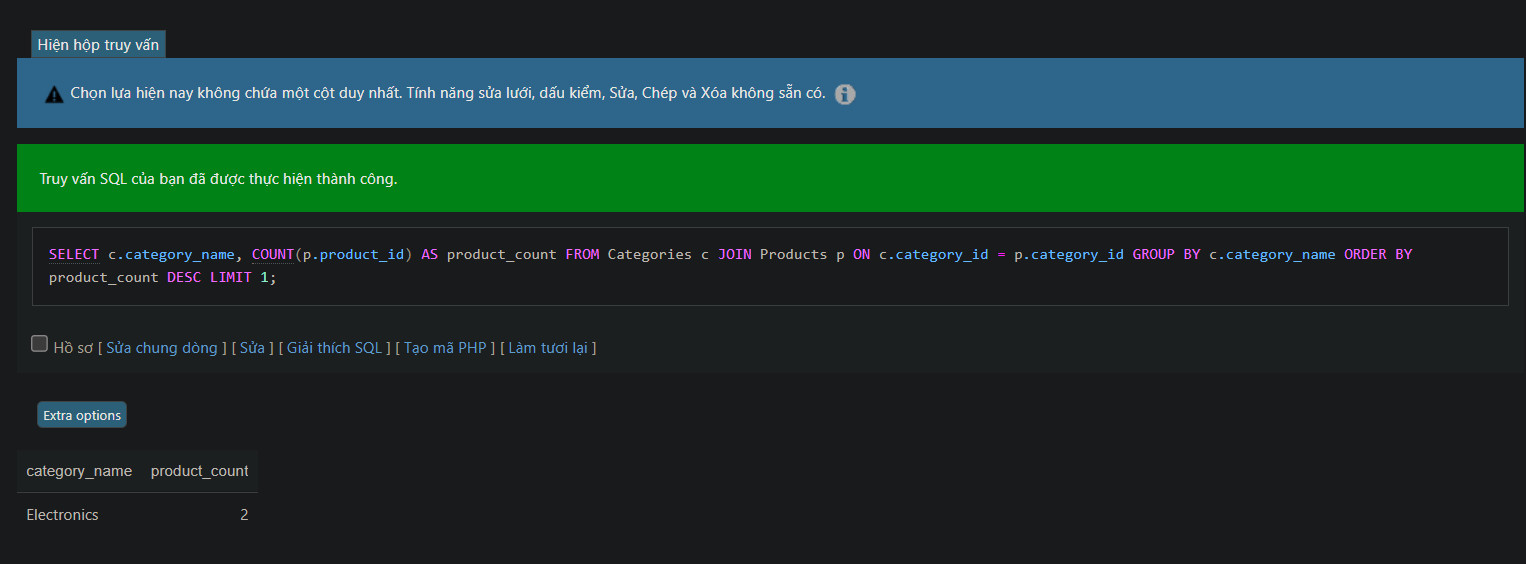 Hiện hộp truy vấn
Chọn lựa hiện nay không chứa một cột duy nhất. Tính năng sửa lưới, dấu kiểm, Sửa, Chép và Xóa không sẵn có.
Truy vấn SQL của bạn đã được thực hiện thành công.
SELECT c.category_name, COUNT(p.product_id) AS product_count FROM Categories c JOIN Products p ON c.category_id = p.category_id GROUP BY c.category_name ORDER BY
product_count DESC LIMIT 1;
Hồ sơ [ Sửa chung dòng ] [ Sửa ] [ Giải thích SQL ] [ Tạo mã PHP ] [ Làm tươi lại ]
Extra options
category_name product_count
Electronics 2